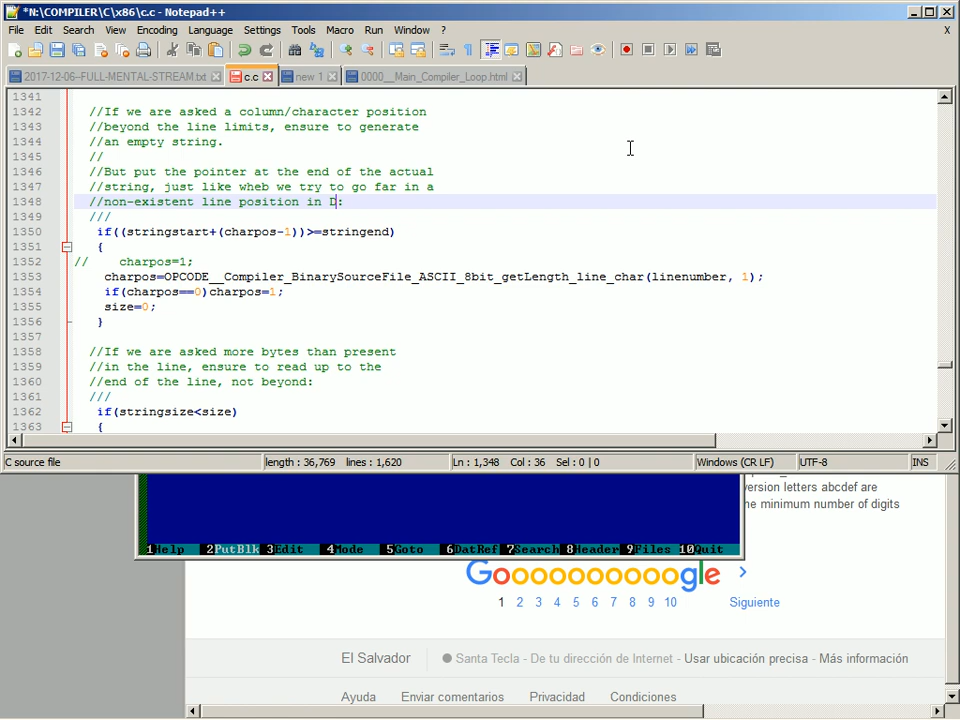 *N:\COMPILER\C\x86\c.c - Notepad++
File Edit Search View Encoding Language Settings Tools Macro Run Window ? X
2017-12-06--FULL-MENTAL-STREAM.txt c.c new 1 0000__Main_Compiler_Loop.html
1341
1342 //If we are asked a column/character position
1343 //beyond the line limits, ensure to generate
1344 //an empty string.
1345 //
1346 //But put the pointer at the end of the actual
1347 //string, just like wheb we try to go far in a
1348 //non-existent line position in D:
1349 ///
1350 if((stringstart+(charpos-1))>=stringend)
1351 {
1352 // charpos=1;
1353 charpos=OPCODE__Compiler_BinarySourceFile_ASCII_8bit_getLength_line_char(linenumber, 1);
1354 if(charpos==0)charpos=1;
1355 size=0;
1356 }
1357
1358 //If we are asked more bytes than present
1359 //in the line, ensure to read up to the
1360 //end of the line, not beyond:
1361 ///
1362 if(stringsize<size)
1363 {
C source file length : 36,769 lines : 1,620 Ln : 1,348 Col : 36 Sel : 0 | 0 Windows (CR LF) UTF-8 INS
version letters abcdef are
he minimum number of digits
1Help 2PutBlk 3Edit 4Mode 5Goto 6DatRef 7Search 8Header 9Files 10Quit
Goooooooooogle
1 2 3 4 5 6 7 8 9 10 Siguiente
El Salvador Santa Tecla - De tu dirección de Internet - Usar ubicación precisa - Más información
Ayuda Enviar comentarios Privacidad Condiciones